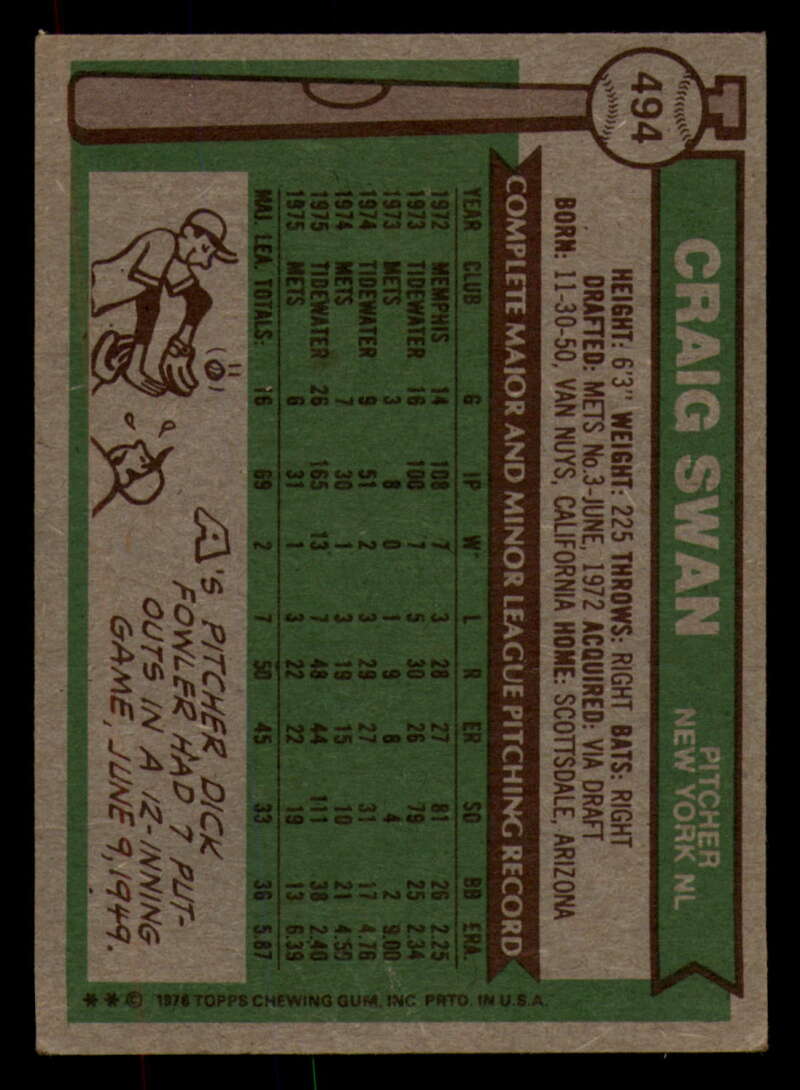 494
CRAIG SWAN
PITCHER
NEW YORK NL
HEIGHT: 6'3" WEIGHT: 225 THROWS: RIGHT BATS: RIGHT
DRAFTED: METS No.3-JUNE, 1972 ACQUIRED: VIA DRAFT
BORN: 11-30-50, VAN NUYS, CALIFORNIA HOME: SCOTTSDALE, ARIZONA
COMPLETE MAJOR AND MINOR LEAGUE PITCHING RECORD
YEAR CLUB G IP W L R ER SO BB ERA
1972 MEMPHIS 14 108 7 3 28 27 81 26 2.25
1973 TIDEWATER 16 100 7 5 30 26 79 25 2.34
1973 METS 3 8 0 1 9 8 4 2 9.00
1974 TIDEWATER 9 51 2 3 29 27 31 17 4.76
1974 METS 7 30 1 3 19 15 10 21 4.50
1975 TIDEWATER 26 165 13 7 48 44 111 38 2.40
1975 METS 6 31 1 3 22 22 19 13 6.39
MAJ. LEA. TOTALS: 16 69 2 7 50 45 33 36 5.87
A's PITCHER DICK
FOWLER HAD 7 PUT-
OUTS IN A 12-INNING
GAME, JUNE 9, 1949.
** © 1976 TOPPS CHEWING GUM, INC. PRTD. IN U.S.A.